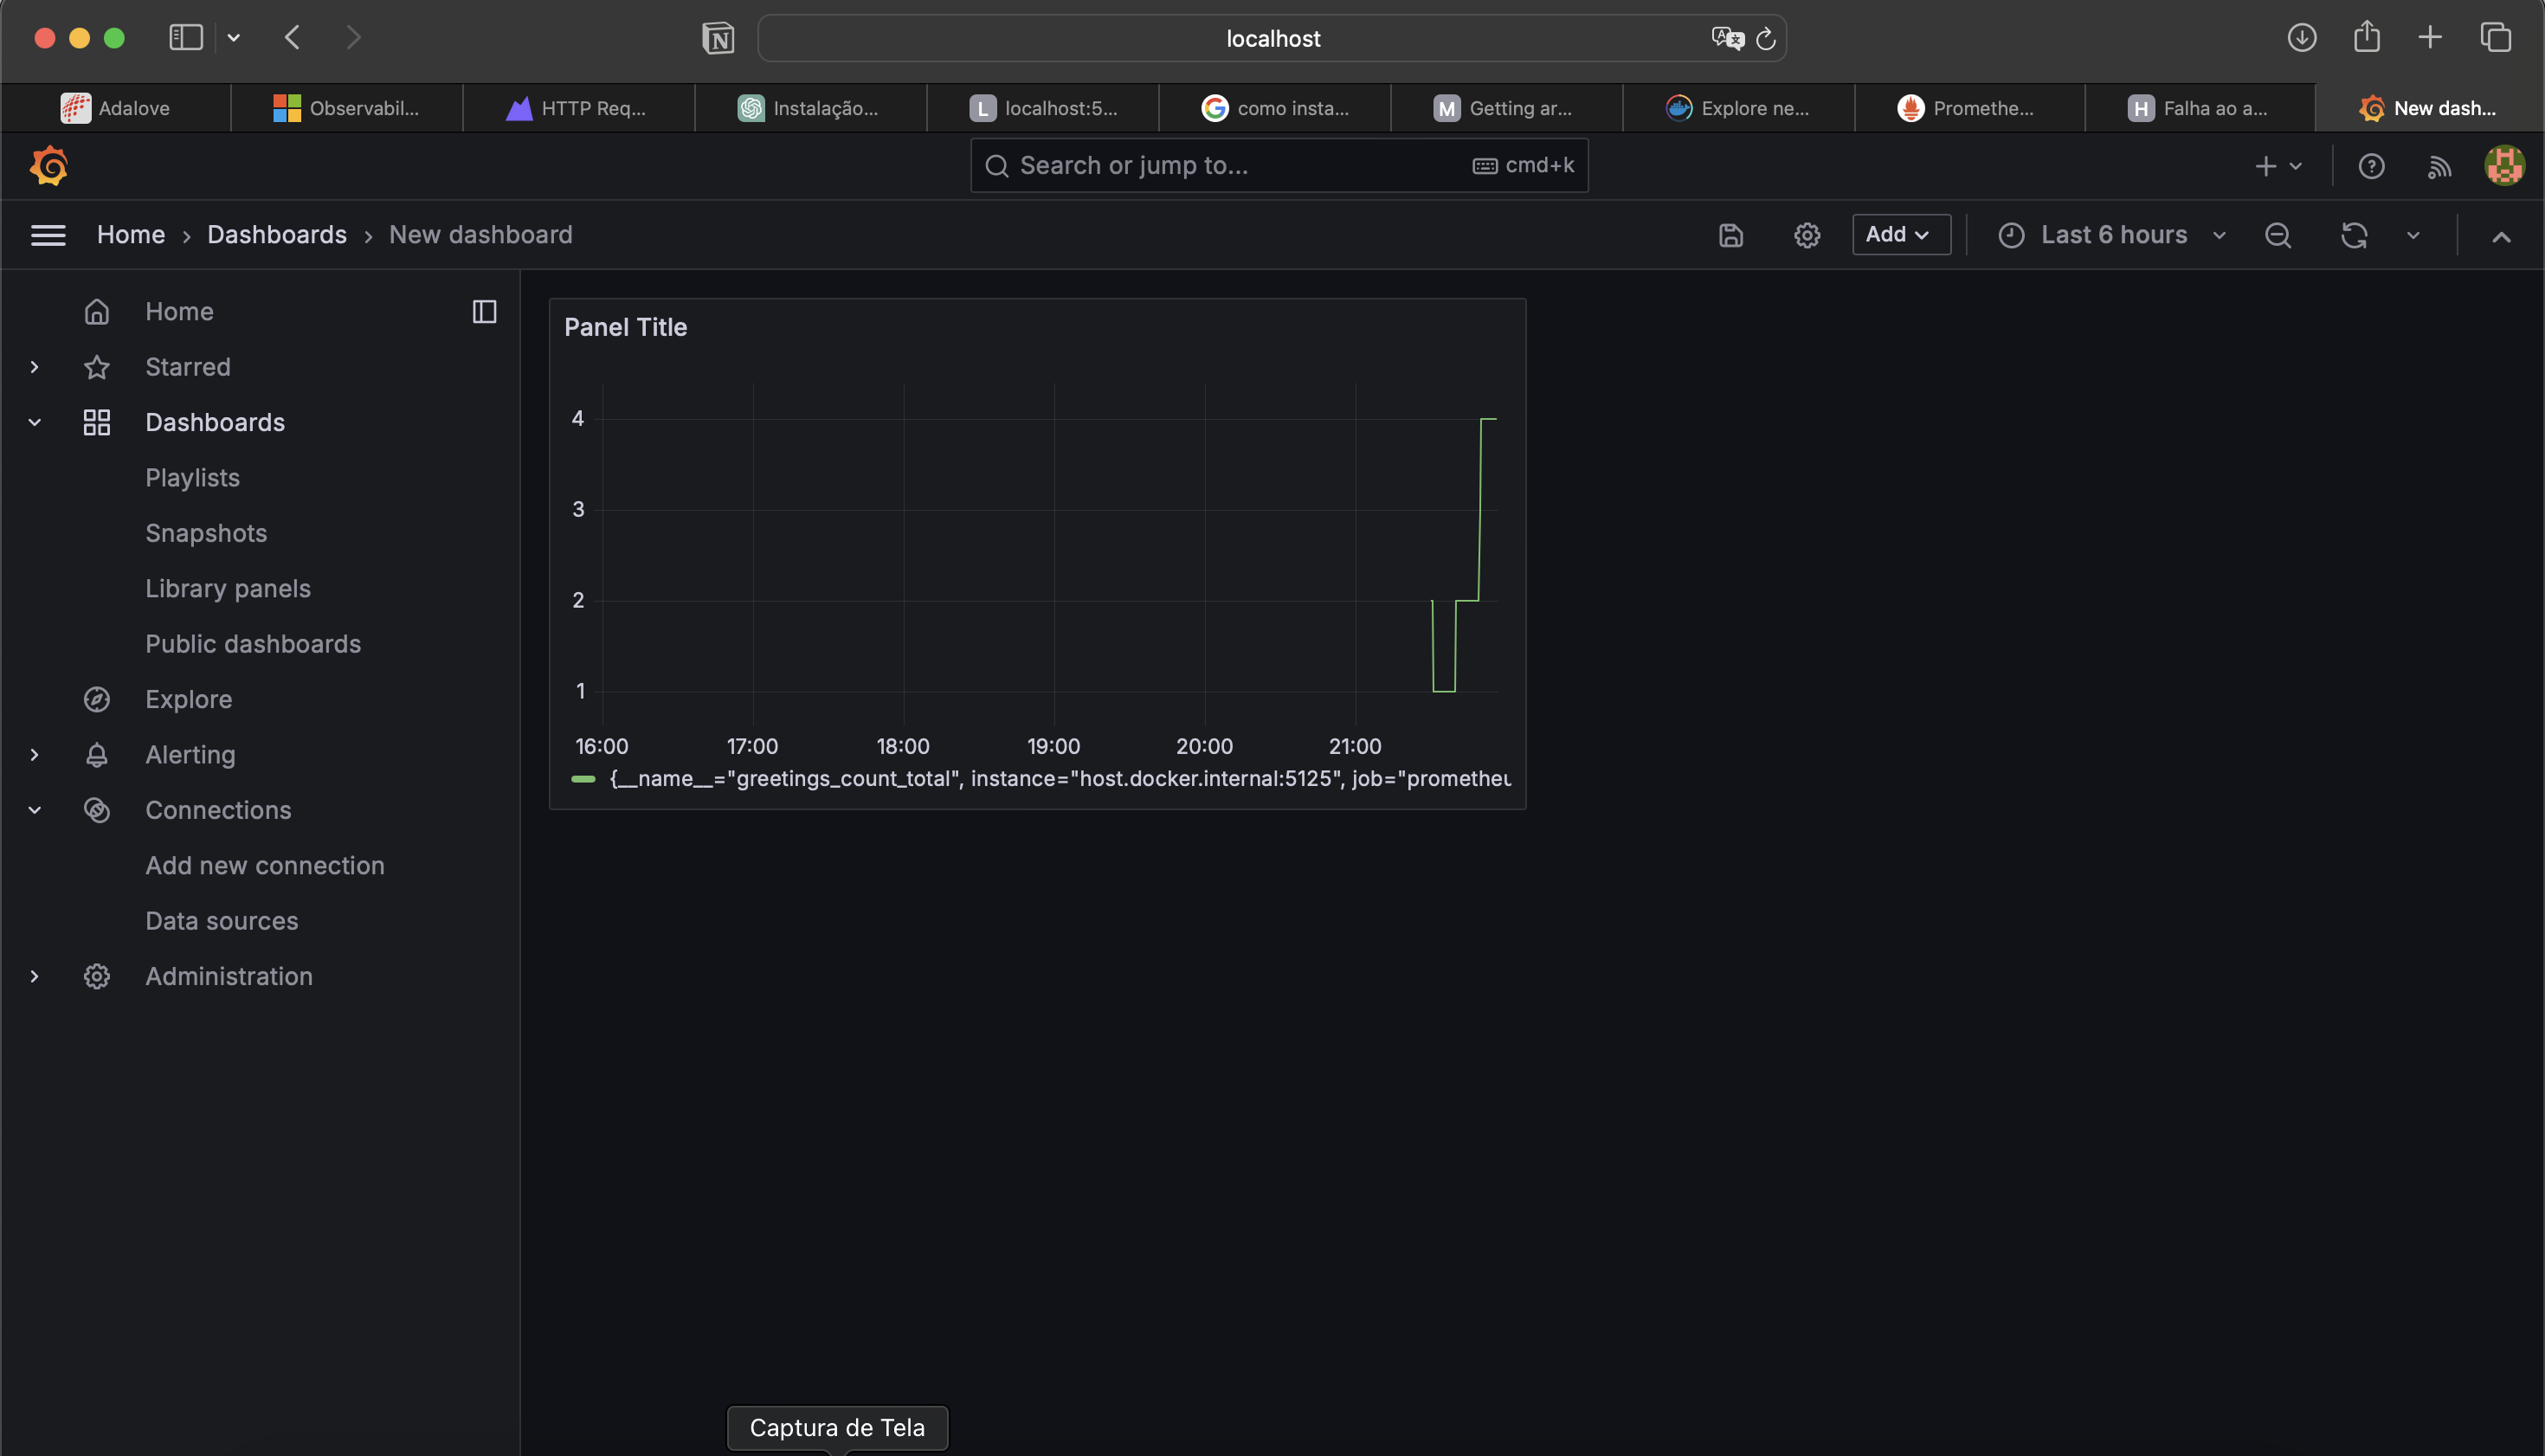 localhost
Adalove
Observabil...
HTTP Req...
Instalação...
L localhost:5...
como insta...
M Getting ar...
Explore ne...
Promethe...
H Falha ao a...
New dash...
Search or jump to...
cmd+k
Home › Dashboards › New dashboard
Add
Last 6 hours
Home
Starred
Dashboards
Playlists
Snapshots
Library panels
Public dashboards
Explore
Alerting
Connections
Add new connection
Data sources
Administration
Panel Title
4
3
2
1
16:00 17:00 18:00 19:00 20:00 21:00
{__name__="greetings_count_total", instance="host.docker.internal:5125", job="prometheu
Captura de Tela